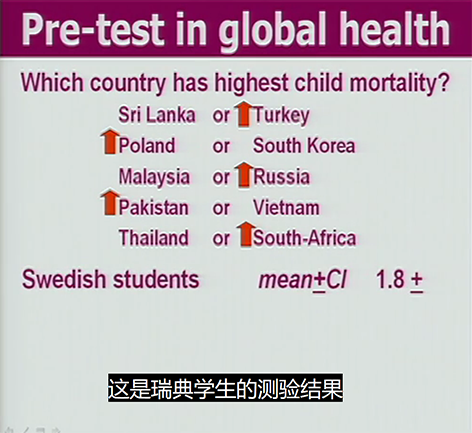 Pre-test in global health
Which country has highest child mortality?
Sri Lanka or Turkey
Poland or South Korea
Malaysia or Russia
Pakistan or Vietnam
Thailand or South-Africa
Swedish students mean±CI 1.8 ±
这是瑞典学生的测验结果